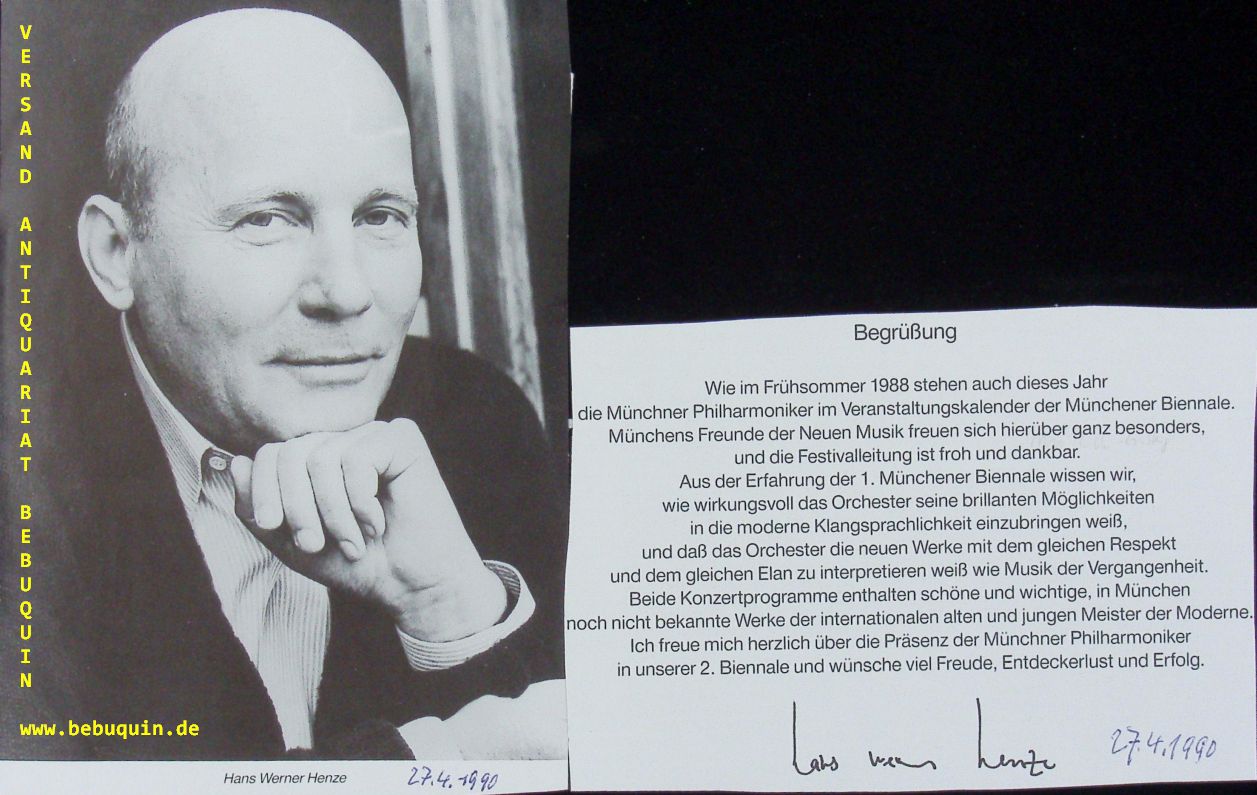 VERSAND ANTIQUARIAT BEBUQUIN
www.bebuquin.de
Hans Werner Henze
27.4.1990
Begrüßung
Wie im Frühsommer 1988 stehen auch dieses Jahr
die Münchner Philharmoniker im Veranstaltungskalender der Münchener Biennale.
Münchens Freunde der Neuen Musik freuen sich hierüber ganz besonders,
und die Festivalleitung ist froh und dankbar.
Aus der Erfahrung der 1. Münchener Biennale wissen wir,
wie wirkungsvoll das Orchester seine brillanten Möglichkeiten
in die moderne Klangsprachlichkeit einzubringen weiß,
und daß das Orchester die neuen Werke mit dem gleichen Respekt
und dem gleichen Elan zu interpretieren weiß wie Musik der Vergangenheit.
Beide Konzertprogramme enthalten schöne und wichtige, in München
noch nicht bekannte Werke der internationalen alten und jungen Meister der Moderne.
Ich freue mich herzlich über die Präsenz der Münchner Philharmoniker
in unserer 2. Biennale und wünsche viel Freude, Entdeckerlust und Erfolg.
hans werner henze
27.4.1990